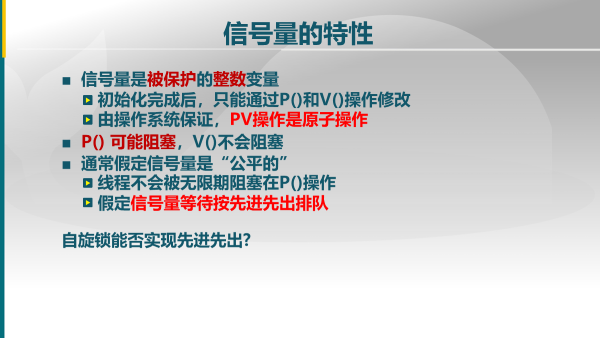 信号量的特性
信号量是被保护的整数变量
初始化完成后，只能通过P()和V()操作修改
由操作系统保证，PV操作是原子操作
P() 可能阻塞，V()不会阻塞
通常假定信号量是“公平的”
线程不会被无限期阻塞在P()操作
假定信号量等待按先进先出排队
自旋锁能否实现先进先出?